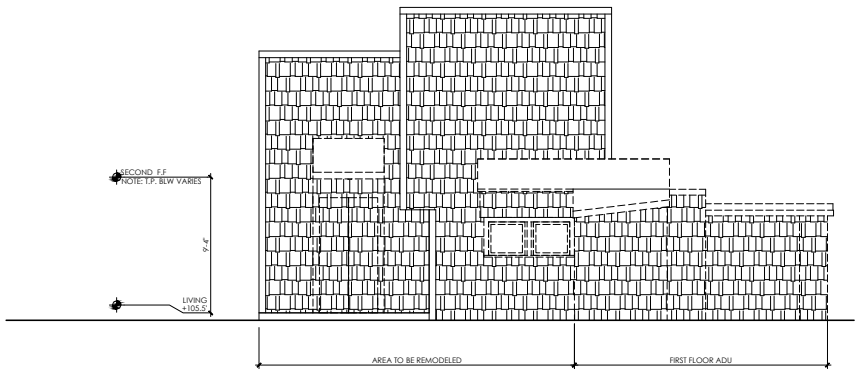 SECOND F.F
NOTE: T.P. BLW VARIES
9'-4"
LIVING
+105.5'
AREA TO BE REMODELED
FIRST FLOOR ADU